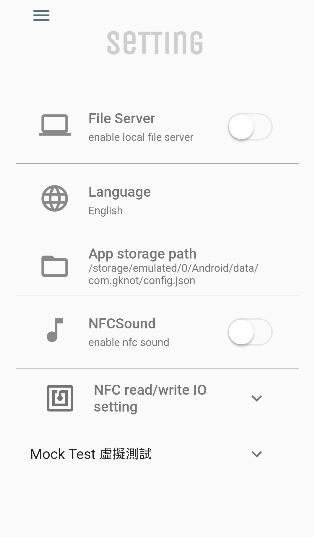 Setting
File Server
enable local file server
Language
English
App storage path
/storage/emulated/0/Android/data/
com.gknot/config.json
NFCSound
enable nfc sound
NFC read/write IO
setting
Mock Test 虛擬測試